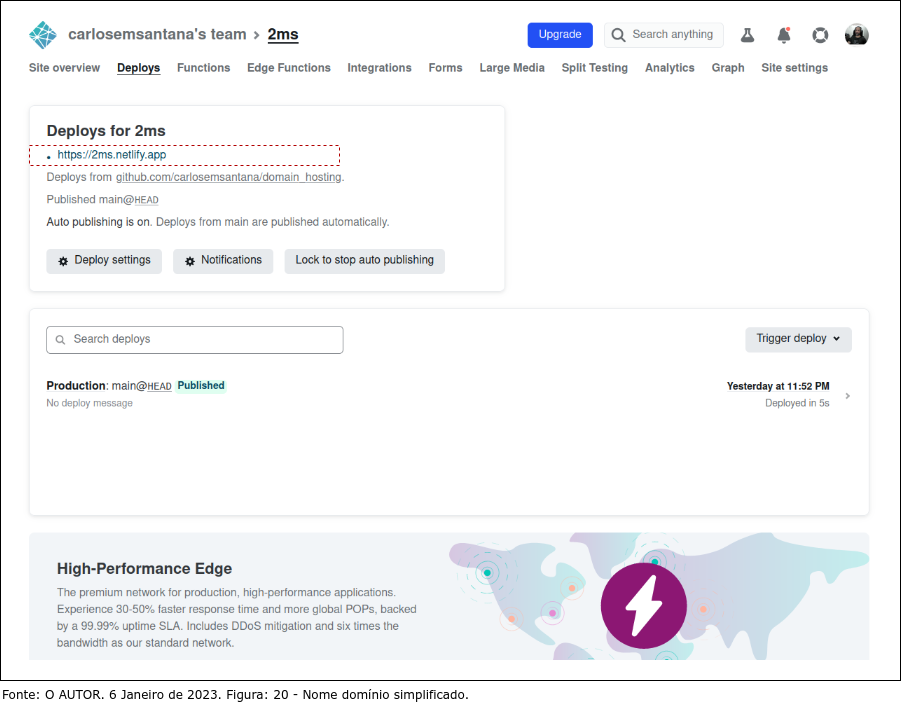 carlosemsantana's team > 2ms
Upgrade
Search anything
Site overview Deploys Functions Edge Functions Integrations Forms Large Media Split Testing Analytics Graph Site settings
Deploys for 2ms
https://2ms.netlify.app
Deploys from github.com/carlosemsantana/domain_hosting.
Published main@HEAD
Auto publishing is on. Deploys from main are published automatically.
Deploy settings Notifications Lock to stop auto publishing
Search deploys
Trigger deploy
Production: main@HEAD Published
No deploy message
Yesterday at 11:52 PM
Deployed in 5s
High-Performance Edge
The premium network for production, high-performance applications.
Experience 30-50% faster response time and more global POPs, backed
by a 99.99% uptime SLA. Includes DDoS mitigation and six times the
bandwidth as our standard network.
Fonte: O AUTOR. 6 Janeiro de 2023. Figura: 20 - Nome domínio simplificado.